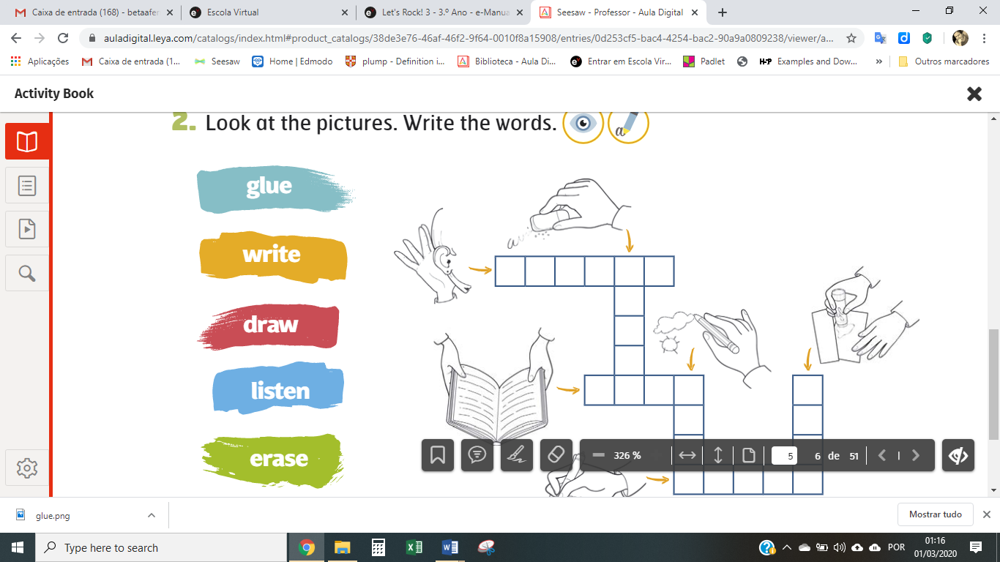 Caixa de entrada (168) - betaafer
Escola Virtual
Let's Rock! 3 - 3.º Ano - e-Manua
Seesaw - Professor - Aula Digital
auladigital.leya.com/catalogs/index.html#product_catalogs/38de3e76-46af-46f2-9f64-0010f8a15908/entries/0d253cf5-bac4-4254-bac2-90a9a0809238/viewer/a...
Aplicações
Caixa de entrada (1...
Seesaw
Home | Edmodo
plump - Definition i...
Biblioteca - Aula Di...
Entrar em Escola Vir...
Padlet
H-P Examples and Dow...
»
Outros marcadores
Activity Book
2. Look at the pictures. Write the words.
a
glue
write
draw
listen
erase
326 %
5
6 de 51
glue.png
Mostrar tudo
Type here to search
POR
01:16
01/03/2020